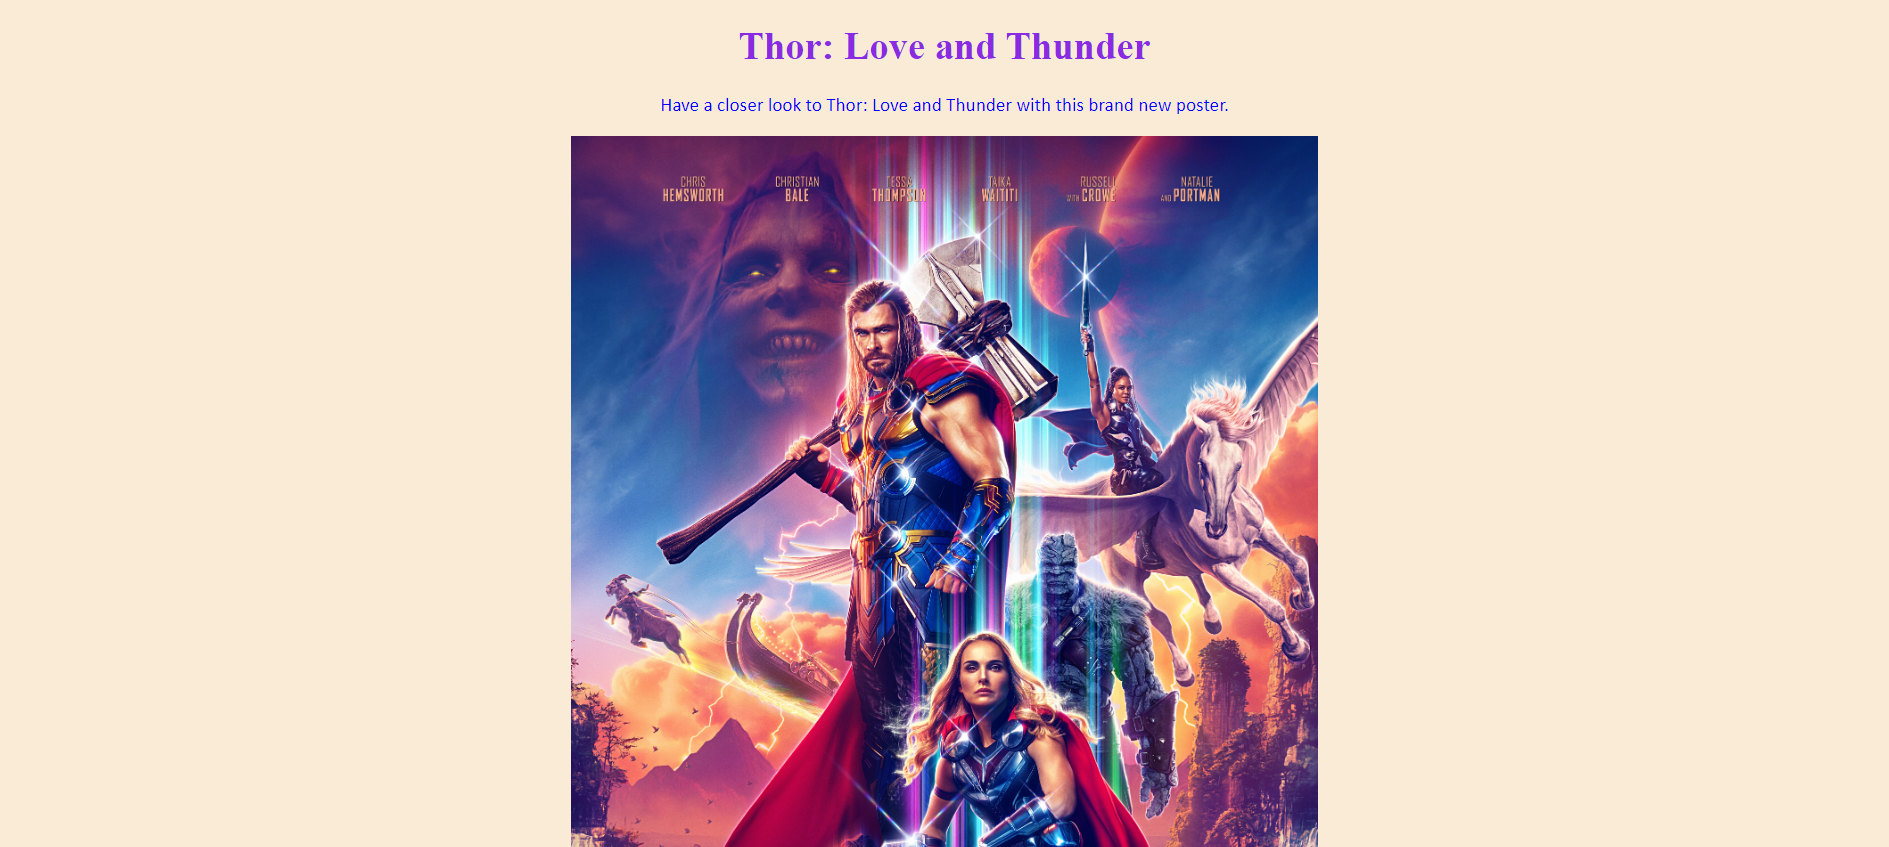 Thor: Love and Thunder
Have a closer look to Thor: Love and Thunder with this brand new poster.
CHRIS HEMSWORTH
CHRISTIAN BALE
TESSA THOMPSON
TAIKA WAITITI
WITH RUSSELL CROWE
AND NATALIE PORTMAN